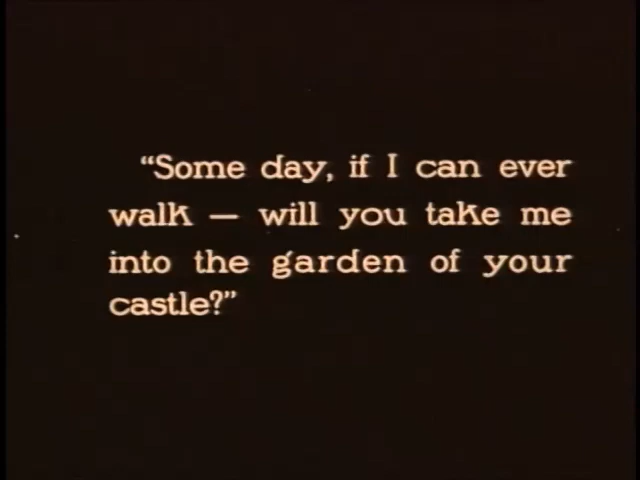 “Some day, if I can ever
walk — will you take me
into the garden of your
castle?”